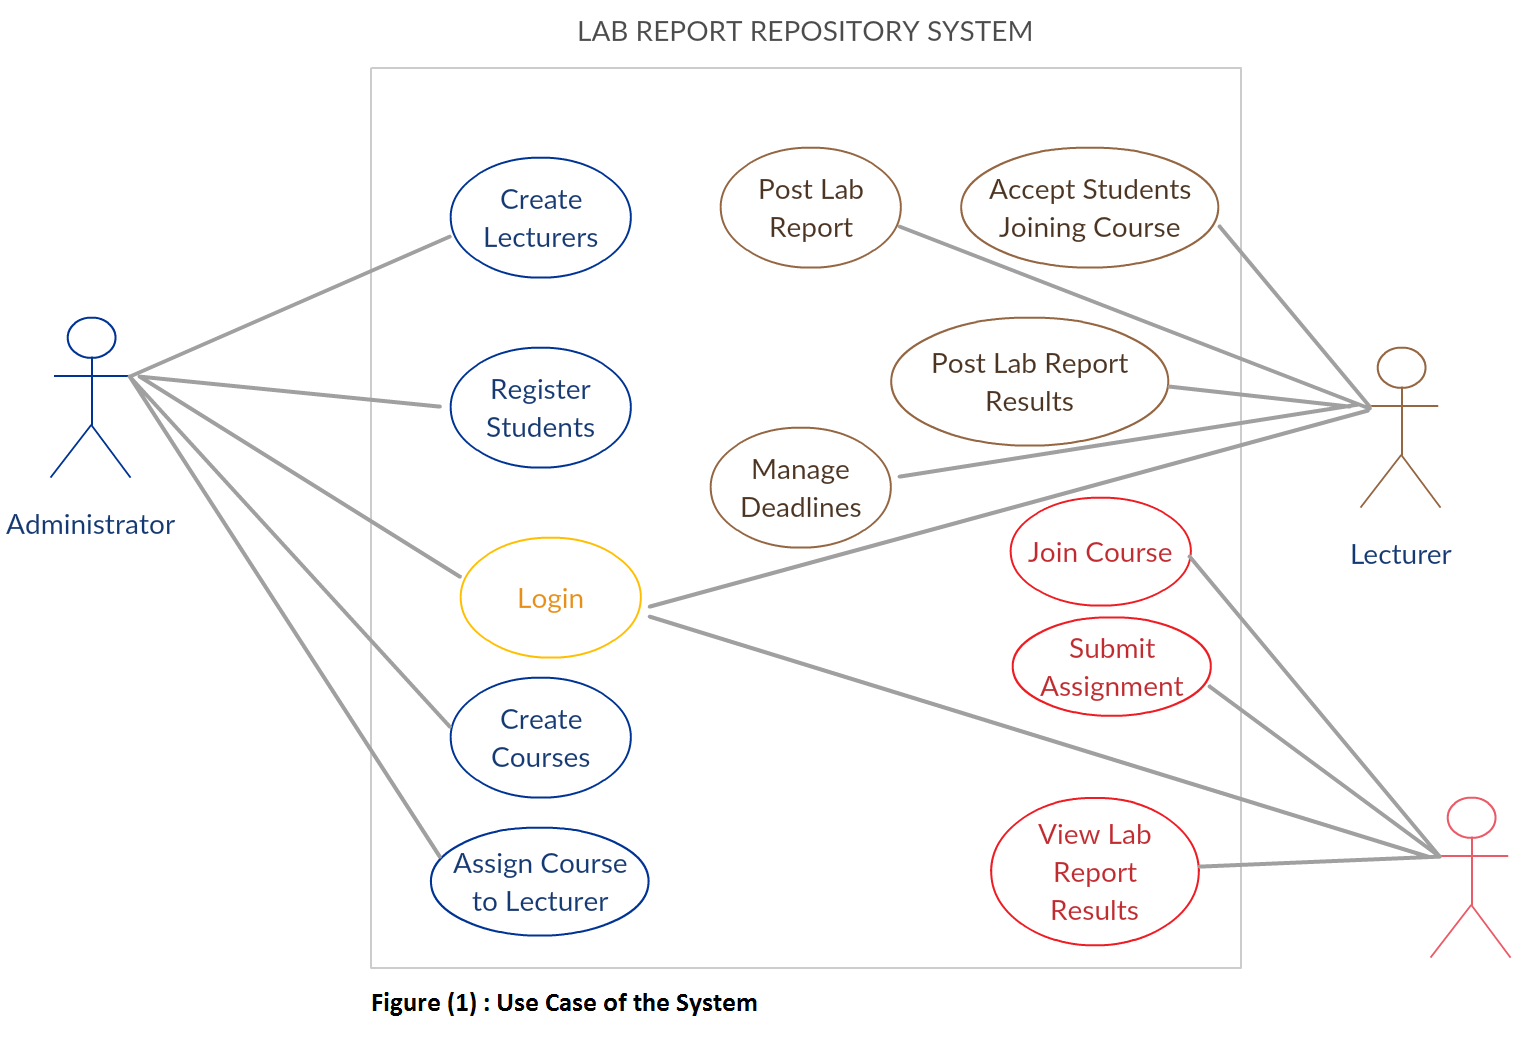 LAB REPORT REPOSITORY SYSTEM
Create
Lecturers
Post Lab
Report
Accept Students
Joining Course
Register
Students
Post Lab Report
Results
Manage
Deadlines
Administrator
Lecturer
Login
Join Course
Submit
Assignment
Create
Courses
Assign Course
to Lecturer
View Lab
Report
Results
Figure (1) : Use Case of the System